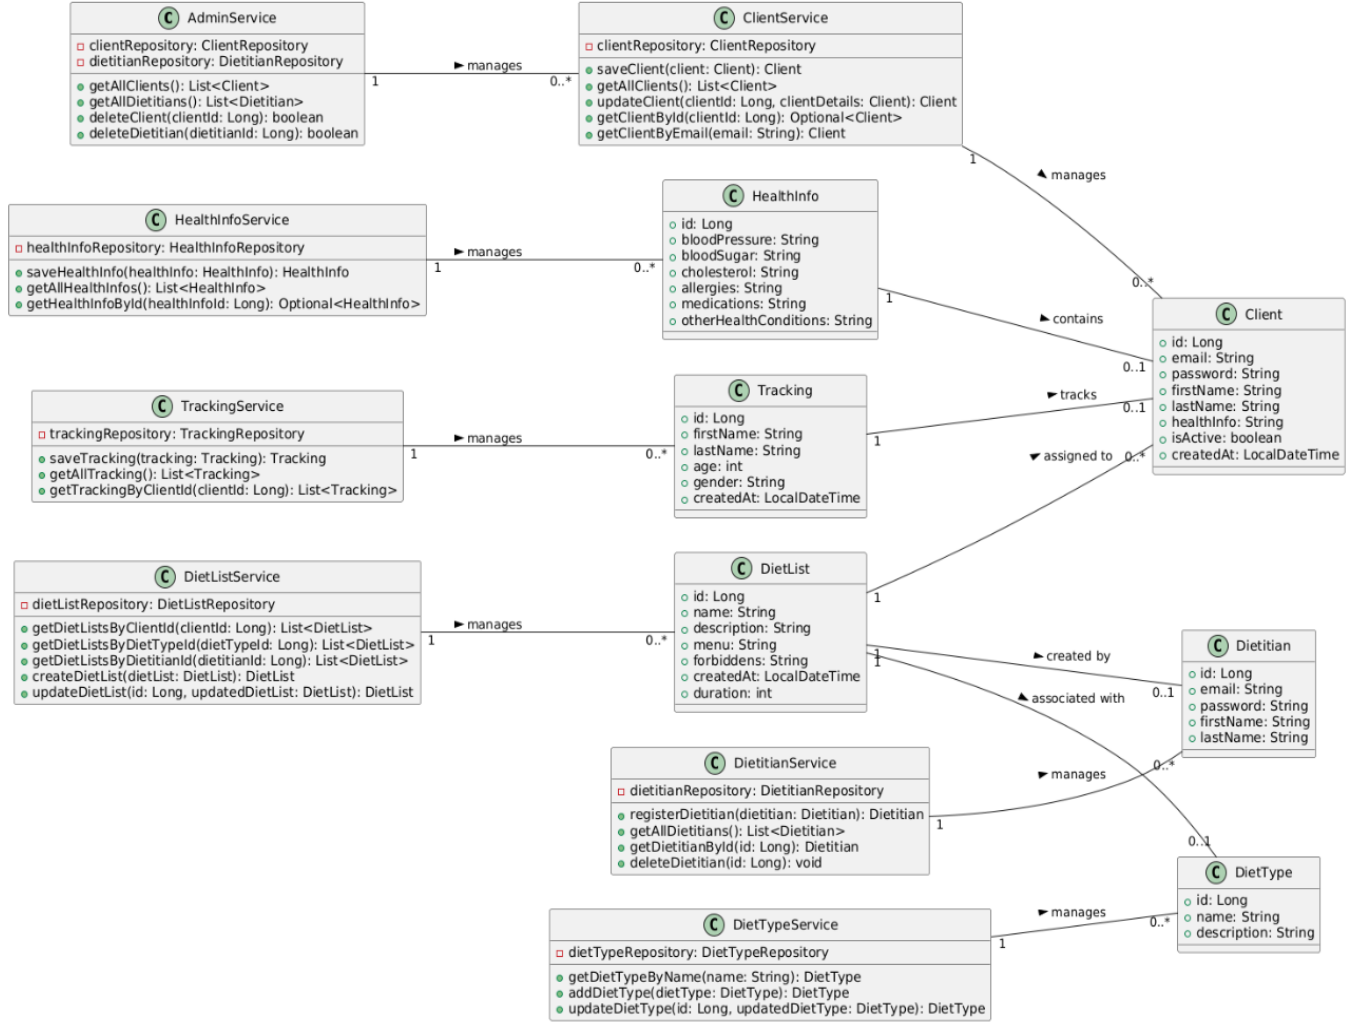 C AdminService
clientRepository: ClientRepository
dietitianRepository: DietitianRepository
getAllClients(): List<Client>
getAllDietitians(): List<Dietitian>
deleteClient(clientId: Long): boolean
deleteDietitian(dietitianId: Long): boolean
1
manages
0..*
C ClientService
clientRepository: ClientRepository
saveClient(client: Client): Client
getAllClients(): List<Client>
updateClient(clientId: Long, clientDetails: Client): Client
getClientById(clientId: Long): Optional<Client>
getClientByEmail(email: String): Client
1
manages
0..*
C HealthInfoService
healthInfoRepository: HealthInfoRepository
saveHealthInfo(healthInfo: HealthInfo): HealthInfo
getAllHealthInfos(): List<HealthInfo>
getHealthInfoById(healthInfoId: Long): Optional<HealthInfo>
1
manages
0..*
C HealthInfo
id: Long
bloodPressure: String
bloodSugar: String
cholesterol: String
allergies: String
medications: String
otherHealthConditions: String
1
contains
0..1
C Client
id: Long
email: String
password: String
firstName: String
lastName: String
healthInfo: String
isActive: boolean
createdAt: LocalDateTime
C TrackingService
trackingRepository: TrackingRepository
saveTracking(tracking: Tracking): Tracking
getAllTracking(): List<Tracking>
getTrackingByClientId(clientId: Long): List<Tracking>
1
manages
0..*
C Tracking
id: Long
firstName: String
lastName: String
age: int
gender: String
createdAt: LocalDateTime
1
tracks
0..1
assigned to
0..*
C DietListService
dietListRepository: DietListRepository
getDietListsByClientId(clientId: Long): List<DietList>
getDietListsByDietTypeId(dietTypeId: Long): List<DietList>
getDietListsByDietitianId(dietitianId: Long): List<DietList>
createDietList(dietList: DietList): DietList
updateDietList(id: Long, updatedDietList: DietList): DietList
1
manages
0..*
C DietList
id: Long
name: String
description: String
menu: String
forbiddens: String
createdAt: LocalDateTime
duration: int
1
1
1
created by
0..1
associated with
0..1
C Dietitian
id: Long
email: String
password: String
firstName: String
lastName: String
C DietitianService
dietitianRepository: DietitianRepository
registerDietitian(dietitian: Dietitian): Dietitian
getAllDietitians(): List<Dietitian>
getDietitianById(id: Long): Dietitian
deleteDietitian(id: Long): void
1
manages
0..*
C DietType
id: Long
name: String
description: String
C DietTypeService
dietTypeRepository: DietTypeRepository
getDietTypeByName(name: String): DietType
addDietType(dietType: DietType): DietType
updateDietType(id: Long, updatedDietType: DietType): DietType
1
manages
0..*